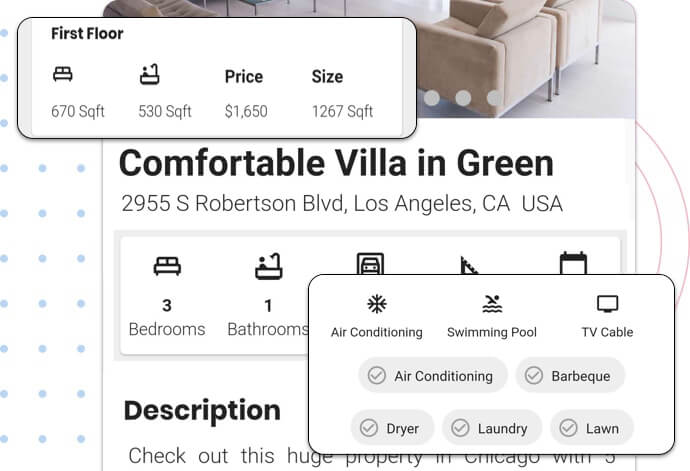 First Floor
Price Size
670 Sqft 530 Sqft $1,650 1267 Sqft
Comfortable Villa in Green
2955 S Robertson Blvd, Los Angeles, CA USA
3 1
Bedrooms Bathrooms
Air Conditioning Swimming Pool TV Cable
Air Conditioning Barbeque
Dryer Laundry Lawn
Description
Check out this huge property in Chicago with 5